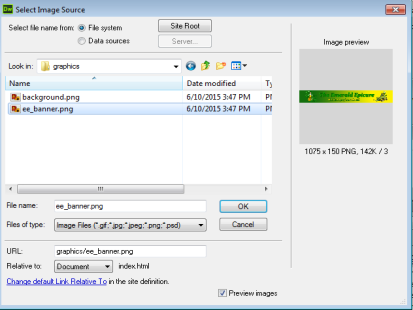 Dw Select Image Source
Select file name from: File system Site Root
Data sources Server...
Image preview
Look in: graphics
Name Date modified Ty
background.png 6/10/2015 3:47 PM PN
ee_banner.png 6/10/2015 3:47 PM PN
Emerald Epicure
1075 x 150 PNG, 142K / 3
File name: ee_banner.png OK
Files of type: Image Files (*.gif;*.jpg;*.jpeg;*.png;*.psd) Cancel
URL: graphics/ee_banner.png
Relative to: Document index.html
Change default Link Relative To in the site definition.
Preview images